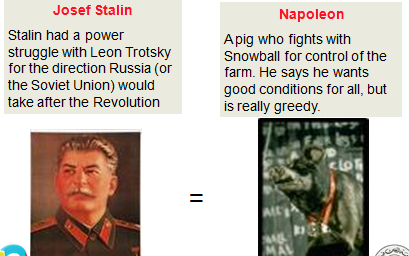 Josef Stalin
Stalin had a power
struggle with Leon Trotsky
for the direction Russia (or
the Soviet Union) would
take after the Revolution
Napoleon
A pig who fights with
Snowball for control of the
farm. He says he wants
good conditions for all, but
is really greedy.
=